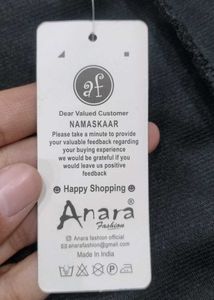 af
Dear Valued Customer
NAMASKAAR
Please take a minute to provide
your valuable feedback regarding
your buying experience
we would be grateful if you
would leave us positive
feedback
☻ Happy Shopping ☻
Anara®
Fashion
Anara fashion official
anarafashion@gmail.com
Made In India